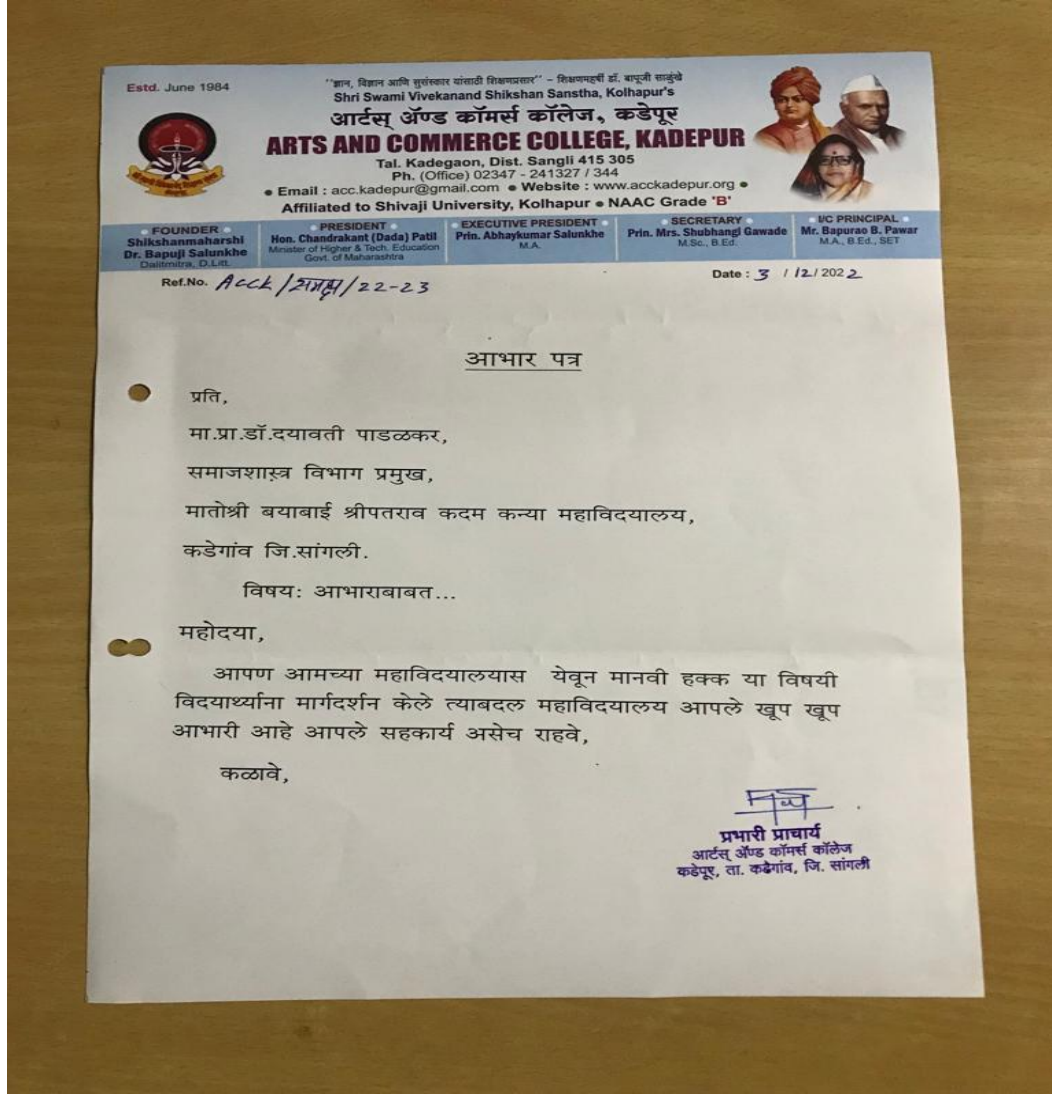 Estd. June 1984
"ज्ञान, विज्ञान आणि सुसंस्कार यांसाठी शिक्षणप्रसार" – शिक्षणमहर्षी डॉ. बापूजी साळुंखे
Shri Swami Vivekanand Shikshan Sanstha, Kolhapur's
आर्टस् ॲण्ड कॉमर्स कॉलेज, कडेपूर
ARTS AND COMMERCE COLLEGE, KADEPUR
Tal. Kadegaon, Dist. Sangli 415 305
Ph. (Office) 02347 - 241327 / 344
● Email : acc.kadepur@gmail.com ● Website : www.acckadepur.org ●
Affiliated to Shivaji University, Kolhapur ● NAAC Grade 'B'
● FOUNDER ●
Shikshanmaharshi
Dr. Bapuji Salunkhe
Dalitmitra, D.Litt.
● PRESIDENT ●
Hon. Chandrakant (Dada) Patil
Minister of Higher & Tech. Education
Govt. of Maharashtra
● EXECUTIVE PRESIDENT ●
Prin. Abhaykumar Salunkhe
M.A.
● SECRETARY ●
Prin. Mrs. Shubhangi Gawade
M.Sc., B.Ed.
● I/C PRINCIPAL ●
Mr. Bapurao B. Pawar
M.A., B.Ed., SET
Ref.No. Acck / /22-23
Date : 3 / 12 / 2022
आभार पत्र
प्रति,
मा.प्रा.डॉ.दयावती पाडळकर,
समाजशास्त्र विभाग प्रमुख,
मातोश्री बयाबाई श्रीपतराव कदम कन्या महाविदयालय,
कडेगांव जि.सांगली.
विषय: आभाराबाबत...
महोदया,
आपण आमच्या महाविदयालयास येवून मानवी हक्क या विषयी
विदयार्थ्याना मार्गदर्शन केले त्याबदल महाविदयालय आपले खूप खूप
आभारी आहे आपले सहकार्य असेच राहवे,
कळावे,
प्रभारी प्राचार्य
आर्टस् ॲण्ड कॉमर्स कॉलेज
कडेपूर, ता. कडेगांव, जि. सांगली